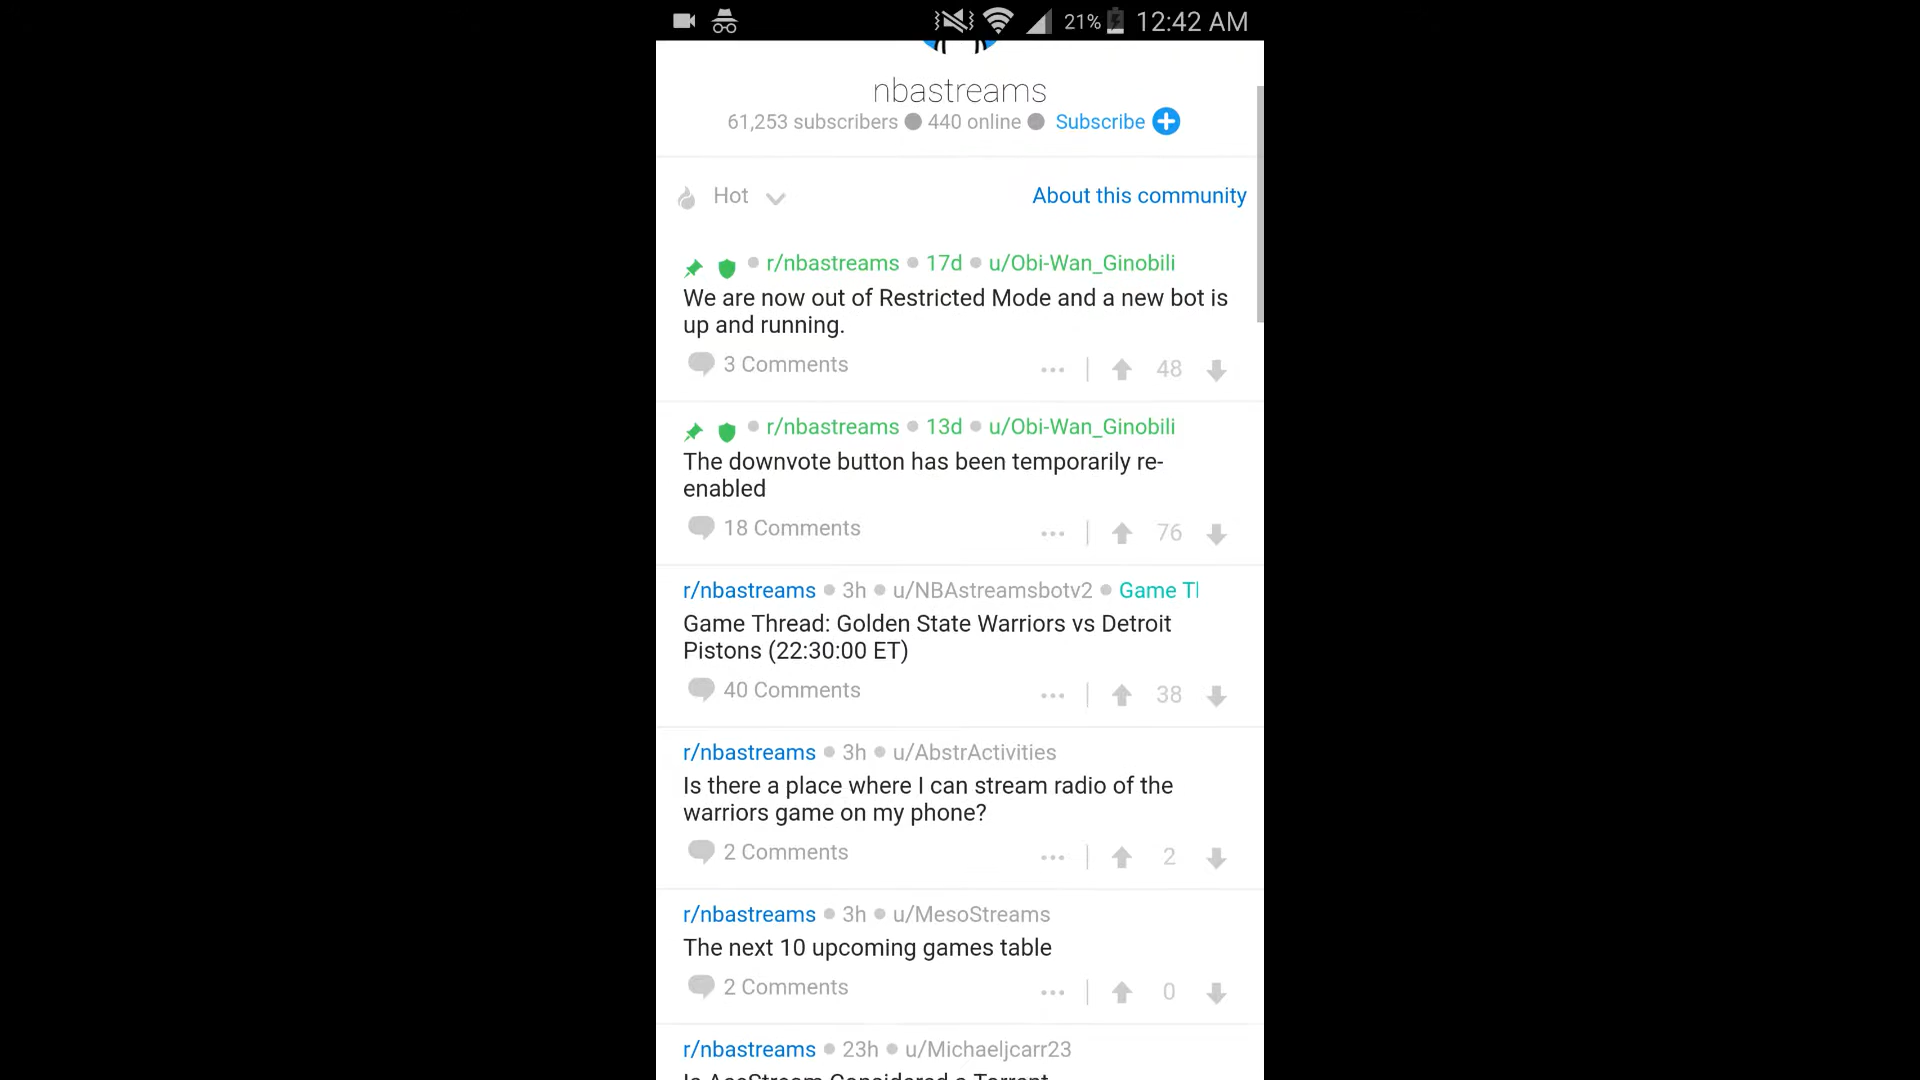 21% 12:42 AM
nbastreams
61,253 subscribers 440 online Subscribe
Hot About this community
r/nbastreams 17d u/Obi-Wan_Ginobili
We are now out of Restricted Mode and a new bot is
up and running.
3 Comments 48
r/nbastreams 13d u/Obi-Wan_Ginobili
The downvote button has been temporarily re-
enabled
18 Comments 76
r/nbastreams 3h u/NBAstreamsbotv2 Game
Game Thread: Golden State Warriors vs Detroit
Pistons (22:30:00 ET)
40 Comments 38
r/nbastreams 3h u/AbstrActivities
Is there a place where I can stream radio of the
warriors game on my phone?
2 Comments 2
r/nbastreams 3h u/MesoStreams
The next 10 upcoming games table
2 Comments 0
r/nbastreams 23h u/Michaeljcarr23
Is AceStream Considered a Torrent